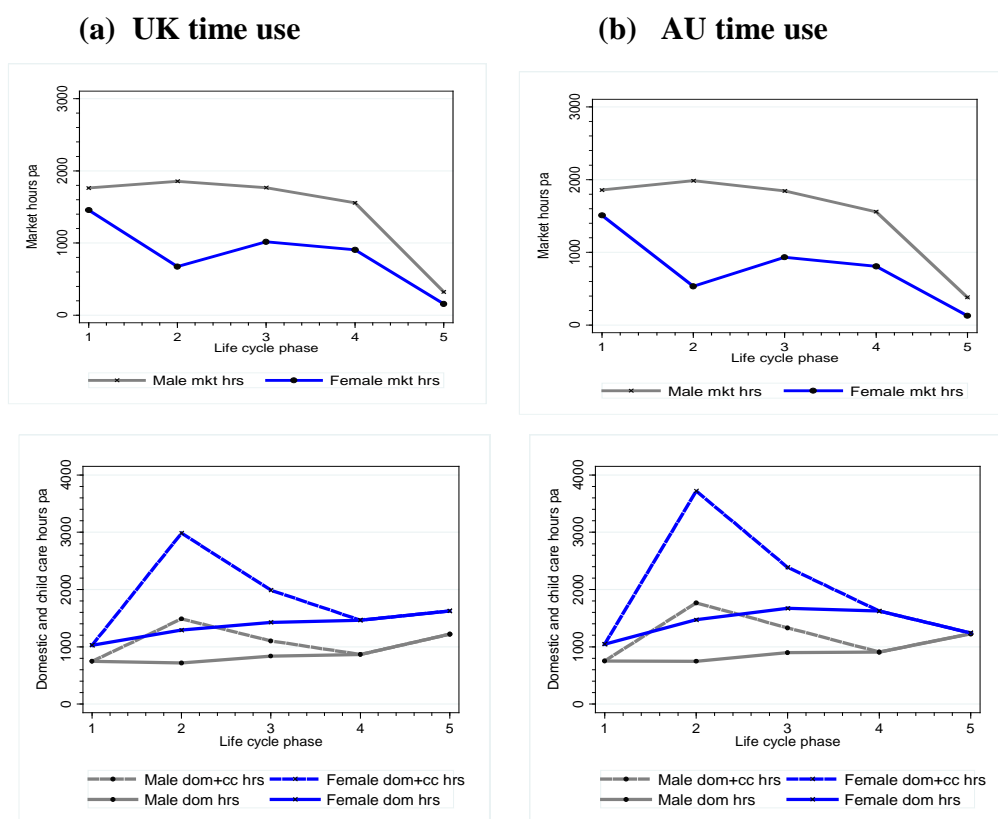 (a) UK time use
3000
2000
1000
0
Market hours pa
1 2 3 4 5
Life cycle phase
Male mkt hrs Female mkt hrs
(b) AU time use
3000
2000
1000
0
Market hours pa
1 2 3 4 5
Life cycle phase
Male mkt hrs Female mkt hrs
4000
3000
2000
1000
0
Domestic and child care hours pa
1 2 3 4 5
Life cycle phase
Male dom+cc hrs Female dom+cc hrs
Male dom hrs Female dom hrs
4000
3000
2000
1000
0
Domestic and child care hours pa
1 2 3 4 5
Life cycle phase
Male dom+cc hrs Female dom+cc hrs
Male dom hrs Female dom hrs